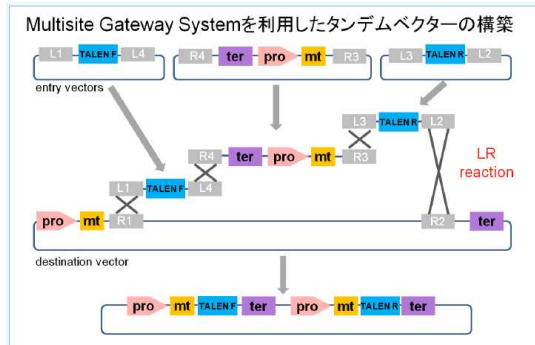 Multisite Gateway Systemを利用したタンデムベクターの構築
L1 TALEN F L4
R4 ter pro mt R3
L3 TALEN R L2
entry vectors
L3 TALEN R L2
R4 ter pro mt R3
LR
reaction
L1 TALEN F L4
pro mt R1 R2 ter
destination vector
pro mt TALEN F ter pro mt TALEN R ter